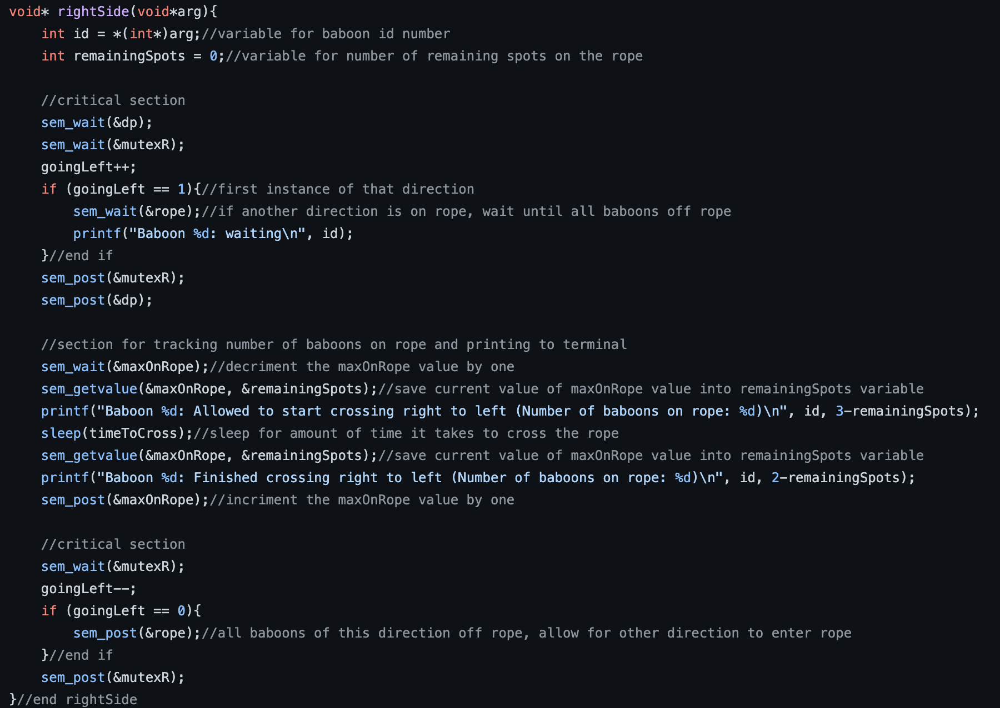 void* rightSide(void*arg){
    int id = *(int*)arg;//variable for baboon id number
    int remainingSpots = 0;//variable for number of remaining spots on the rope

    //critical section
    sem_wait(&dp);
    sem_wait(&mutexR);
    goingLeft++;
    if (goingLeft == 1){//first instance of that direction
        sem_wait(&rope);//if another direction is on rope, wait until all baboons off rope
        printf("Baboon %d: waiting\n", id);
    }//end if
    sem_post(&mutexR);
    sem_post(&dp);

    //section for tracking number of baboons on rope and printing to terminal
    sem_wait(&maxOnRope);//decriment the maxOnRope value by one
    sem_getvalue(&maxOnRope, &remainingSpots);//save current value of maxOnRope value into remainingSpots variable
    printf("Baboon %d: Allowed to start crossing right to left (Number of baboons on rope: %d)\n", id, 3-remainingSpots);
    sleep(timeToCross);//sleep for amount of time it takes to cross the rope
    sem_getvalue(&maxOnRope, &remainingSpots);//save current value of maxOnRope value into remainingSpots variable
    printf("Baboon %d: Finished crossing right to left (Number of baboons on rope: %d)\n", id, 2-remainingSpots);
    sem_post(&maxOnRope);//incriment the maxOnRope value by one

    //critical section
    sem_wait(&mutexR);
    goingLeft--;
    if (goingLeft == 0){
        sem_post(&rope);//all baboons of this direction off rope, allow for other direction to enter rope
    }//end if
    sem_post(&mutexR);
}//end rightSide